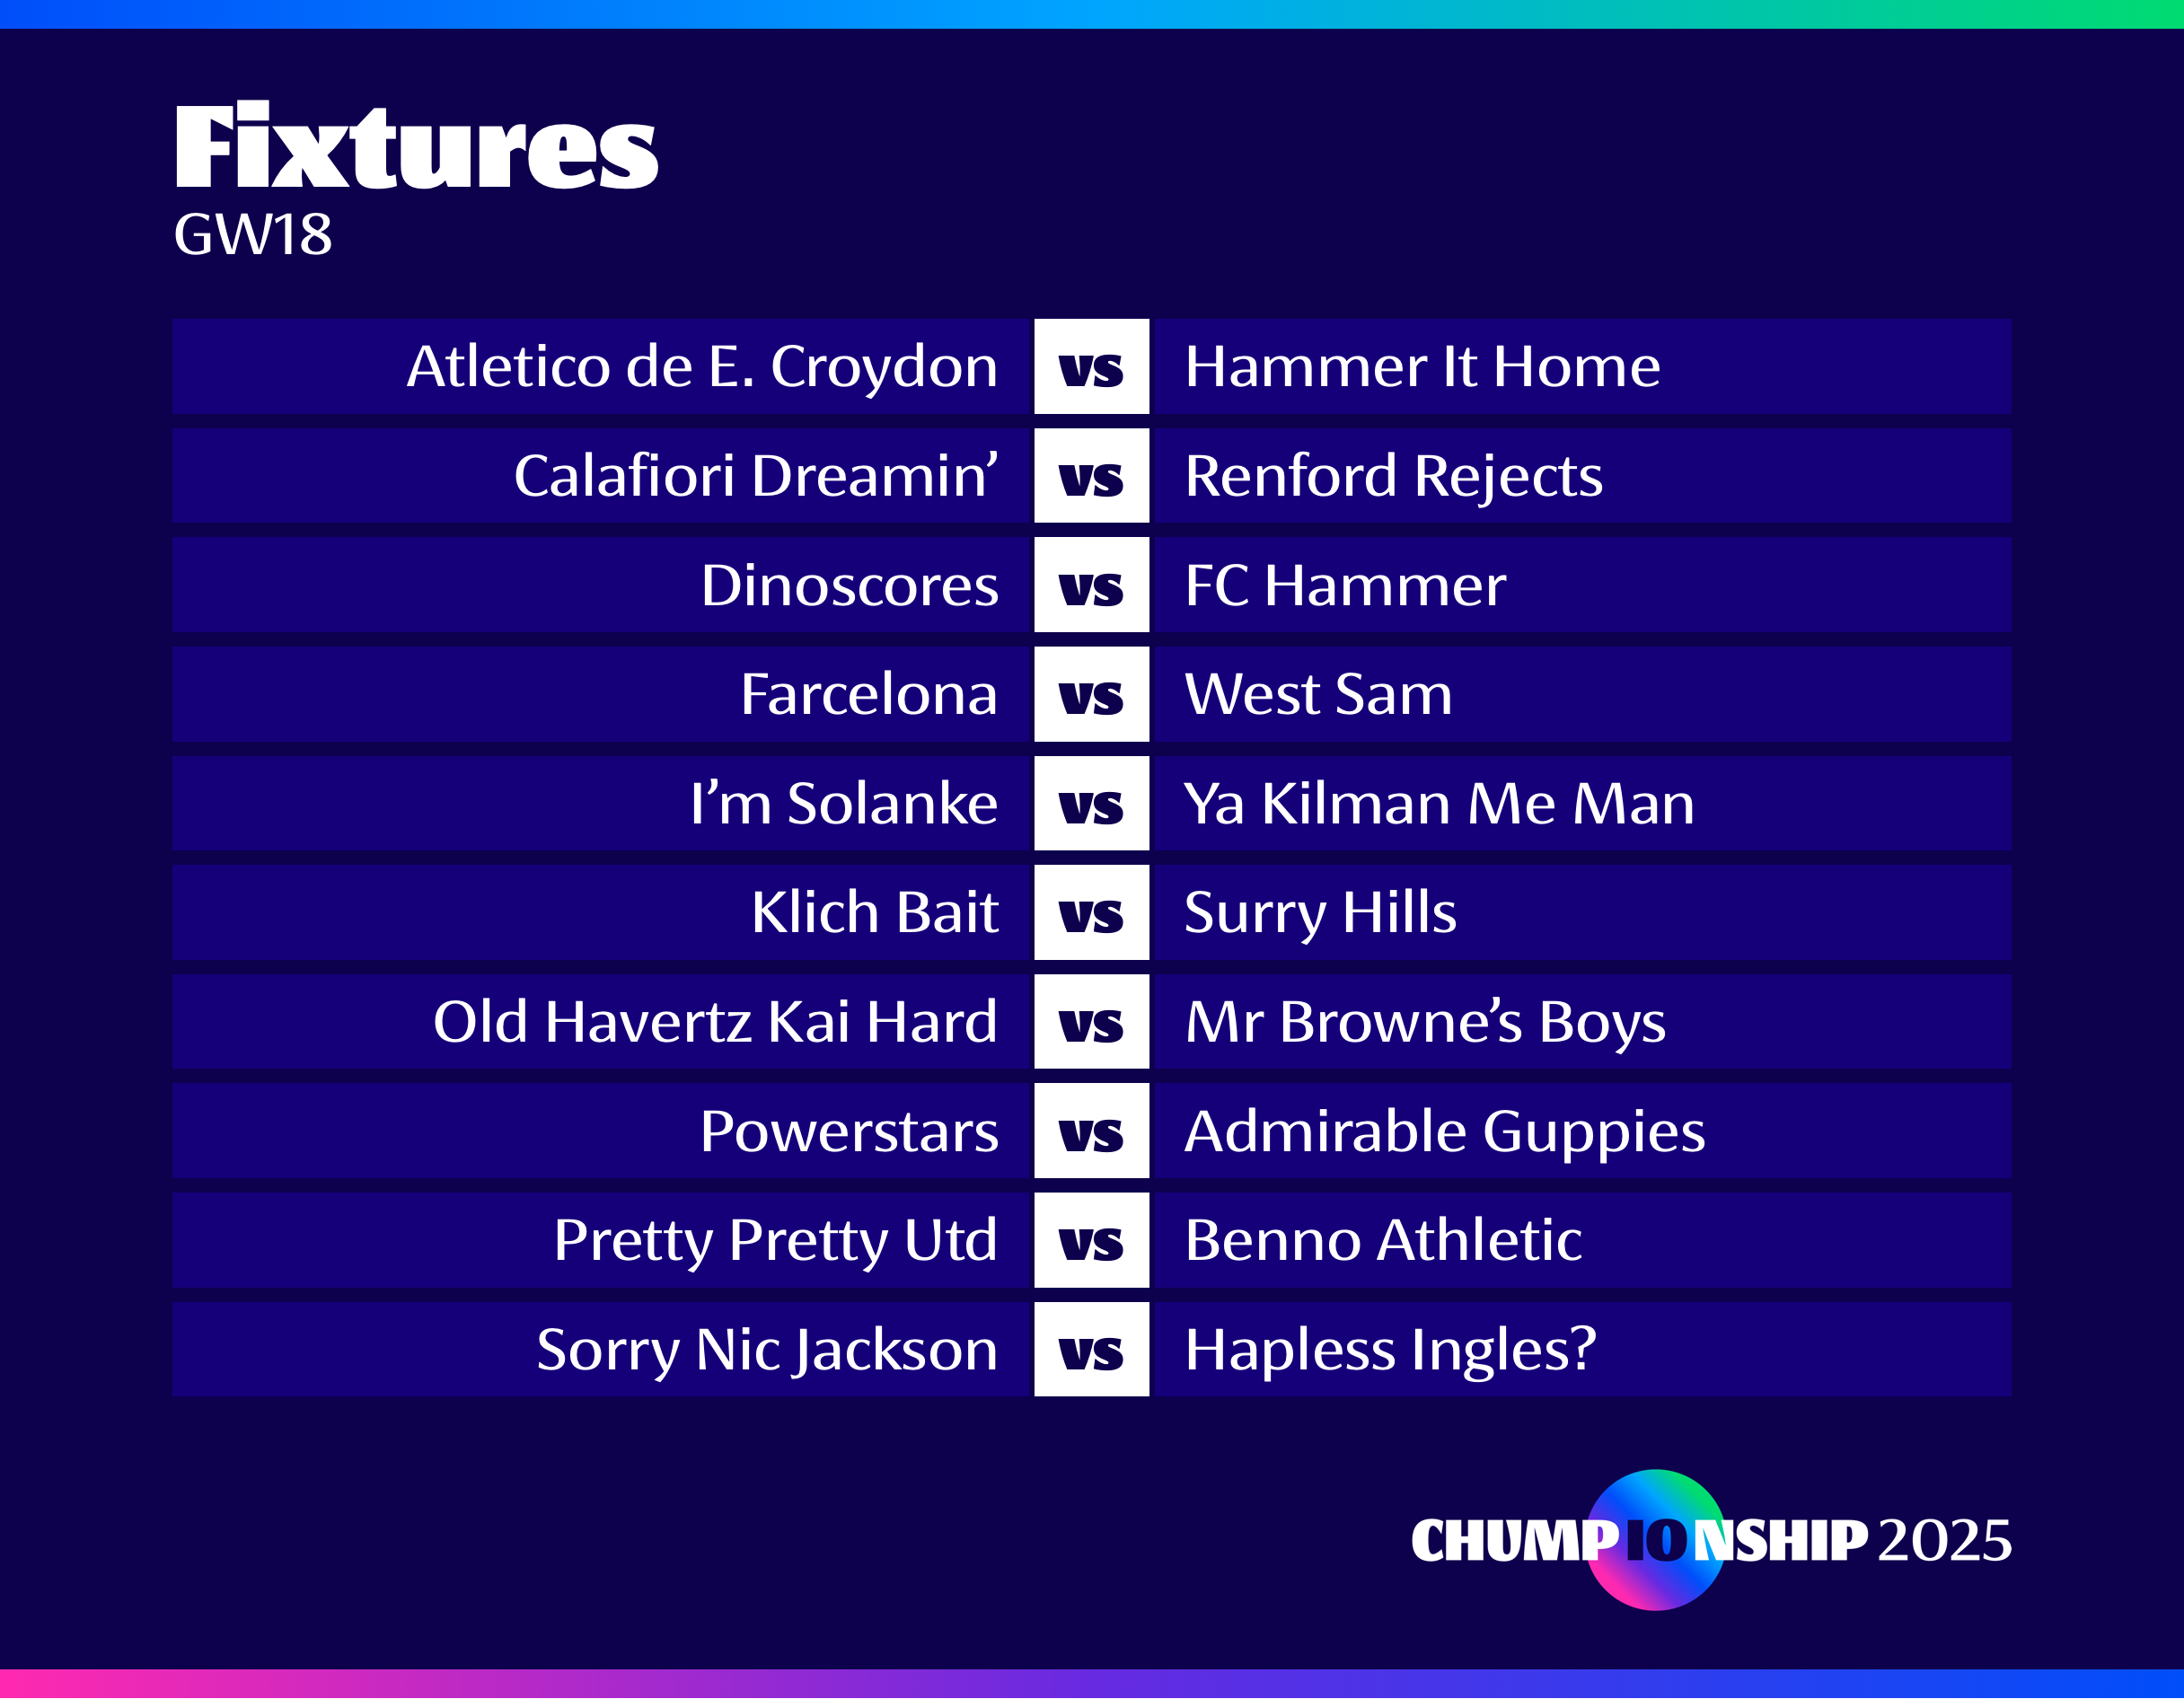 Fixtures
GW18
Atletico de E. Croydon vs Hammer It Home
Calafiori Dreamin’ vs Renford Rejects
Dinoscores vs FC Hammer
Farcelona vs West Sam
I’m Solanke vs Ya Kilman Me Man
Klich Bait vs Surry Hills
Old Havertz Kai Hard vs Mr Browne’s Boys
Powerstars vs Admirable Guppies
Pretty Pretty Utd vs Benno Athletic
Sorry Nic Jackson vs Hapless Ingles?
CHUMPIONSHIP 2025